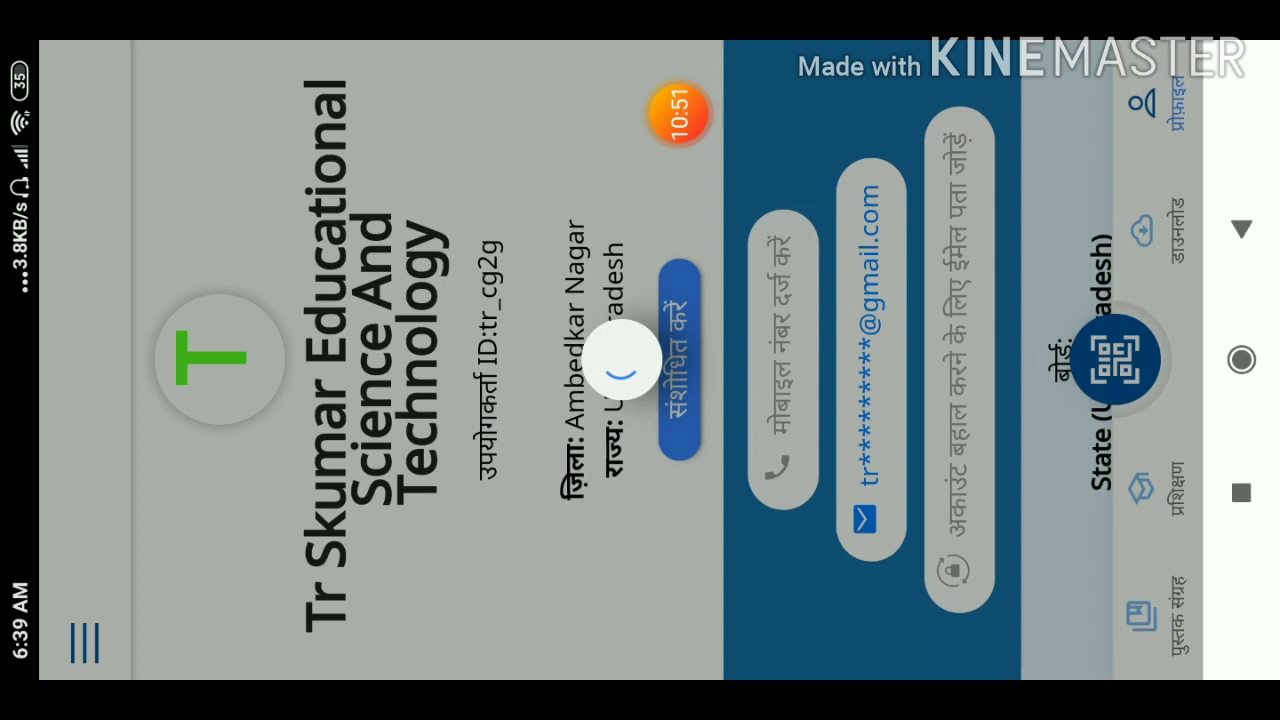 Made with KINEMASTER
6:39 AM
...3.8KB/s
35
T
Tr Skumar Educational
Science And
Technology
उपयोगकर्ता ID:tr_cg2g
ज़िला: Ambedkar Nagar
राज्य:
संशोधित करें
10:51
मोबाइल नंबर दर्ज करें
tr**********@gmail.com
अकाउंट बहाल करने के लिए ईमेल पता जोड़ें
बोर्ड:
State
पुस्तक संग्रह
प्रशिक्षण
डाउनलोड
प्रोफ़ाइल